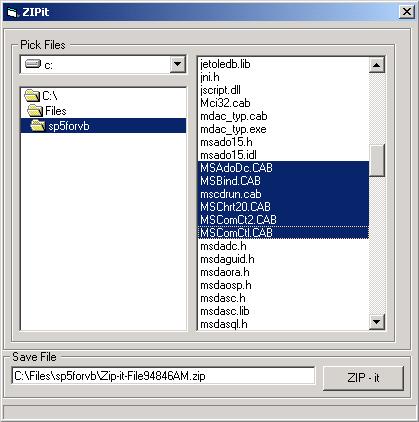 ZIPit
Pick Files
c:
C:\
Files
sp5forvb
jetoledb.lib
jni.h
jscript.dll
Mci32.cab
mdac_typ.cab
mdac_typ.exe
msado15.h
msado15.idl
MSAdoDc.CAB
MSBind.CAB
mscdrun.cab
MSChrt20.CAB
MSComCt2.CAB
MSComCtl.CAB
msdadc.h
msdaguid.h
msdaora.h
msdaosp.h
msdasc.h
msdasc.lib
msdasql.h
Save File
C:\Files\sp5forvb\Zip-it-File94846AM.zip
ZIP - it